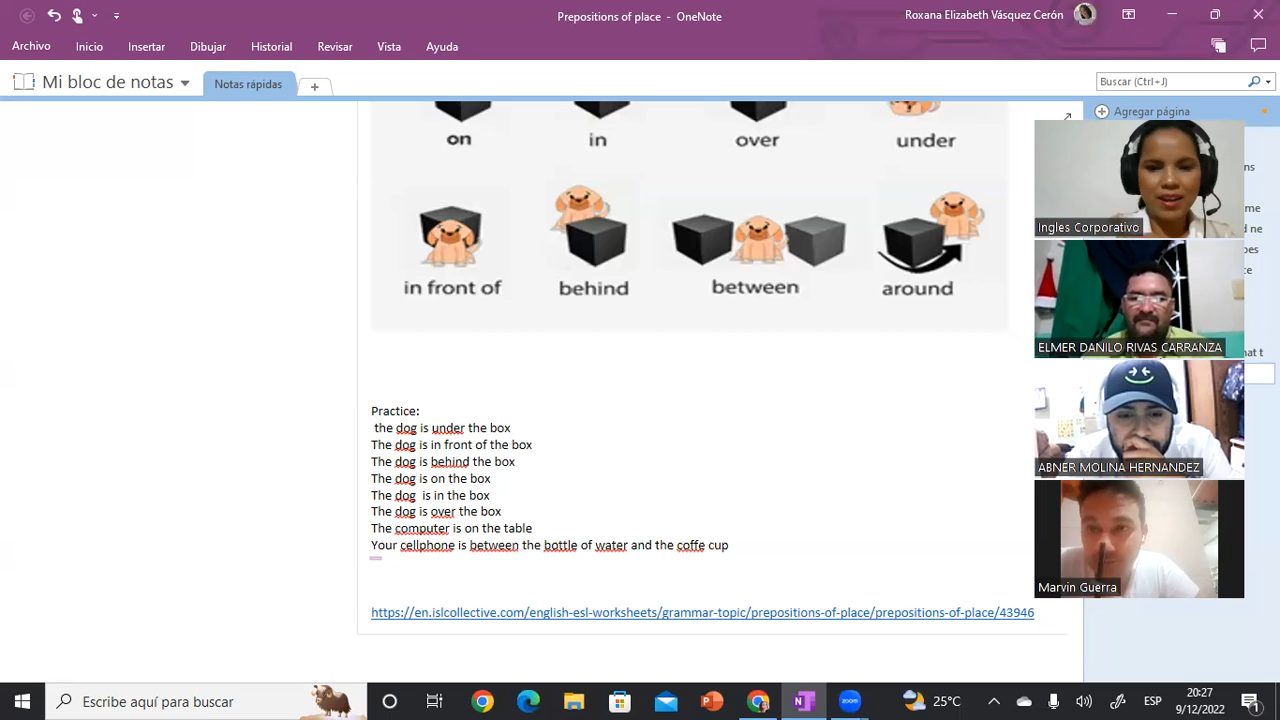 Prepositions of place - OneNote
Roxana Elizabeth Vásquez Cerón
Archivo Inicio Insertar Dibujar Historial Revisar Vista Ayuda
Mi bloc de notas Notas rápidas +
Buscar (Ctrl+J)
Agregar página
on in over under
in front of behind between around
Ingles Corporativo
ELMER DANILO RIVAS CARRANZA
ABNER MOLINA HERNANDEZ
Marvin Guerra
Practice:
the dog is under the box
The dog is in front of the box
The dog is behind the box
The dog is on the box
The dog is in the box
The dog is over the box
The computer is on the table
Your cellphone is between the bottle of water and the coffe cup
https://en.islcollective.com/english-esl-worksheets/grammar-topic/prepositions-of-place/prepositions-of-place/43946
Escribe aquí para buscar
zoom
25°C
ESP
20:27
9/12/2022